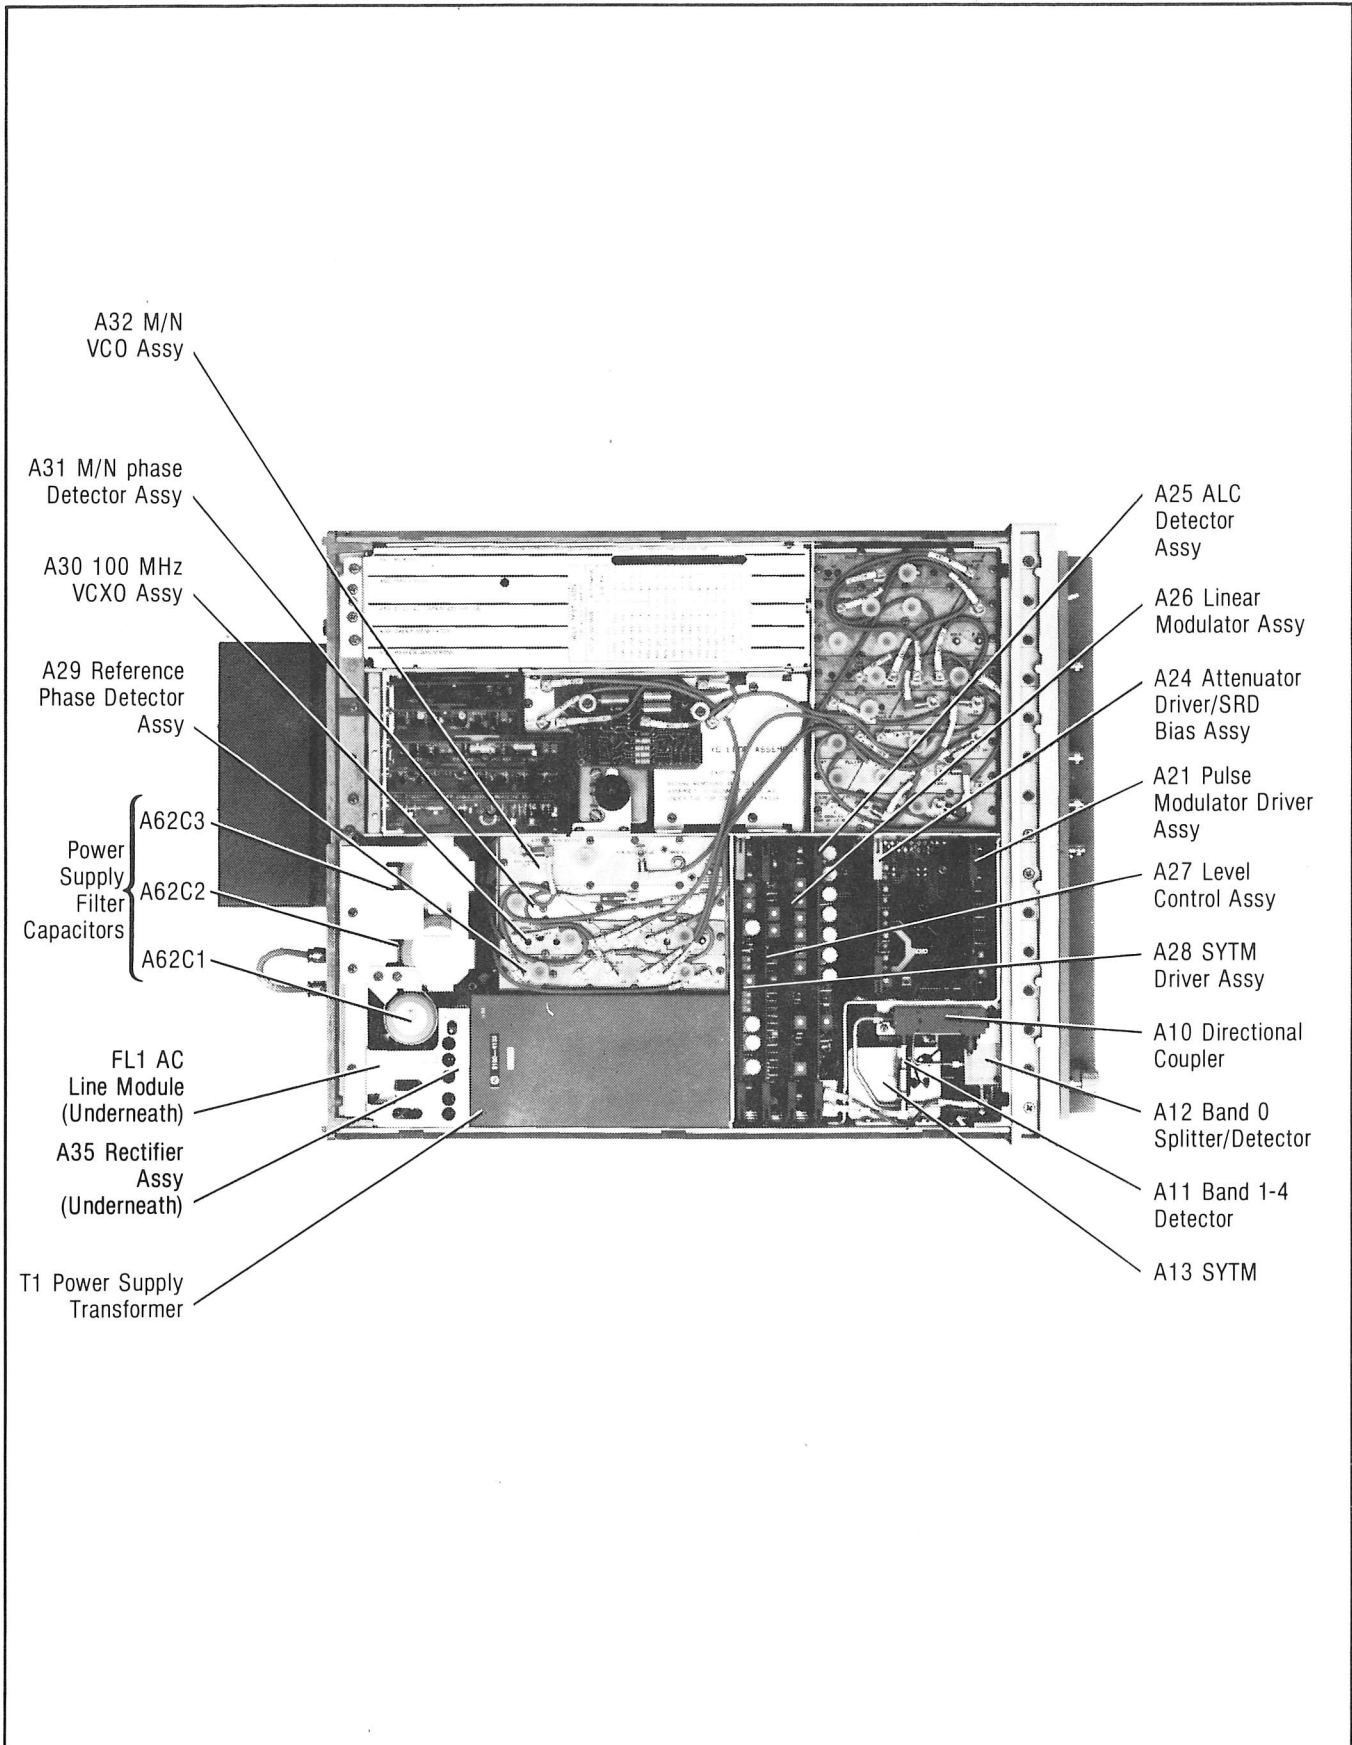 A32 M/N
VCO Assy
A31 M/N phase
Detector Assy
A30 100 MHz
VCXO Assy
A29 Reference
Phase Detector
Assy
Power
Supply
Filter
Capacitors
A62C3
A62C2
A62C1
FL1 AC
Line Module
(Underneath)
A35 Rectifier
Assy
(Underneath)
T1 Power Supply
Transformer
A25 ALC
Detector
Assy
A26 Linear
Modulator Assy
A24 Attenuator
Driver/SRD
Bias Assy
A21 Pulse
Modulator Driver
Assy
A27 Level
Control Assy
A28 SYTM
Driver Assy
A10 Directional
Coupler
A12 Band 0
Splitter/Detector
A11 Band 1-4
Detector
A13 SYTM
ASSEMBLY